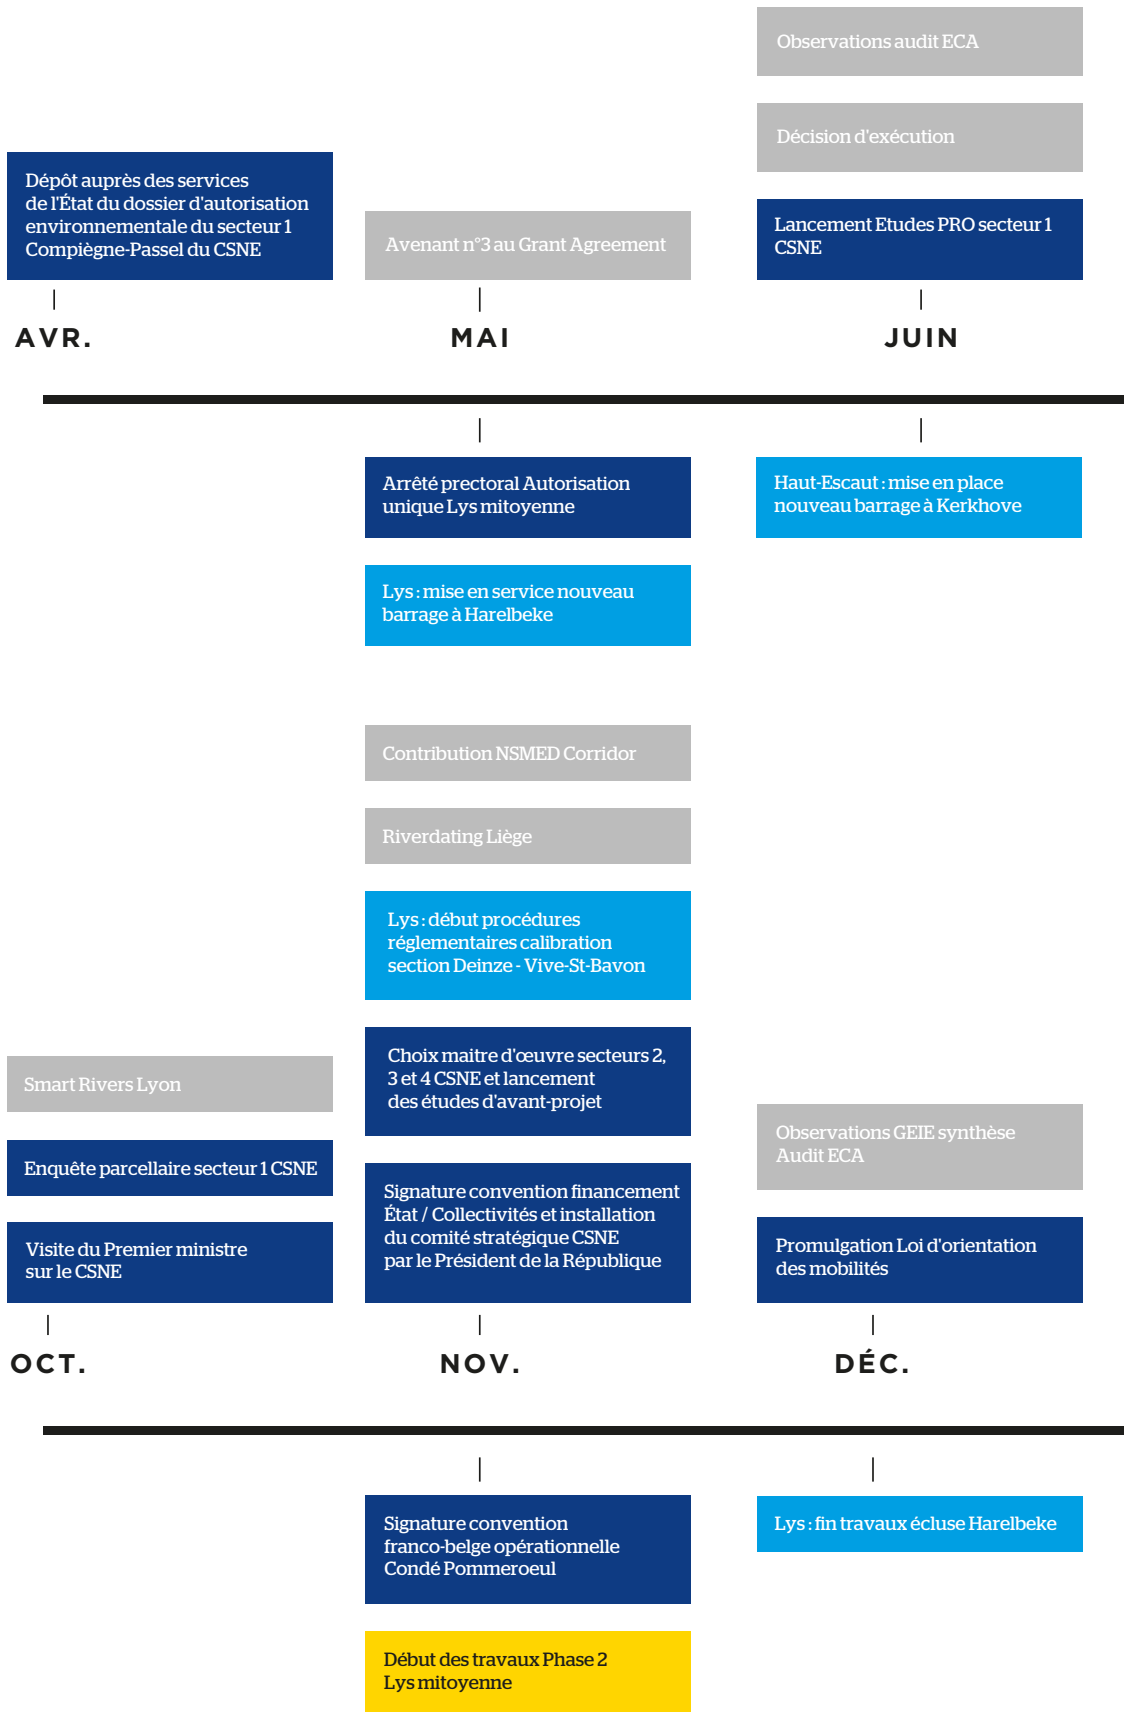 Observations audit ECA
Décision d'exécution
Dépôt auprès des services
de l'État du dossier d'autorisation
environnementale du secteur 1
Compiègne-Passel du CSNE
Avenant n°3 au Grant Agreement
Lancement Etudes PRO secteur 1
CSNE
AVR.
MAI
JUIN
Arrêté prectoral Autorisation
unique Lys mitoyenne
Haut-Escaut : mise en place
nouveau barrage à Kerkhove
Lys : mise en service nouveau
barrage à Harelbeke
Contribution NSMED Corridor
Riverdating Liège
Lys : début procédures
réglementaires calibration
section Deinze - Vive-St-Bavon
Choix maitre d'œuvre secteurs 2,
3 et 4 CSNE et lancement
des études d'avant-projet
Smart Rivers Lyon
Enquête parcellaire secteur 1 CSNE
Visite du Premier ministre
sur le CSNE
Signature convention financement
État / Collectivités et installation
du comité stratégique CSNE
par le Président de la République
Observations GEIE synthèse
Audit ECA
Promulgation Loi d'orientation
des mobilités
OCT.
NOV.
DÉC.
Signature convention
franco-belge opérationnelle
Condé Pommeroeul
Lys : fin travaux écluse Harelbeke
Début des travaux Phase 2
Lys mitoyenne